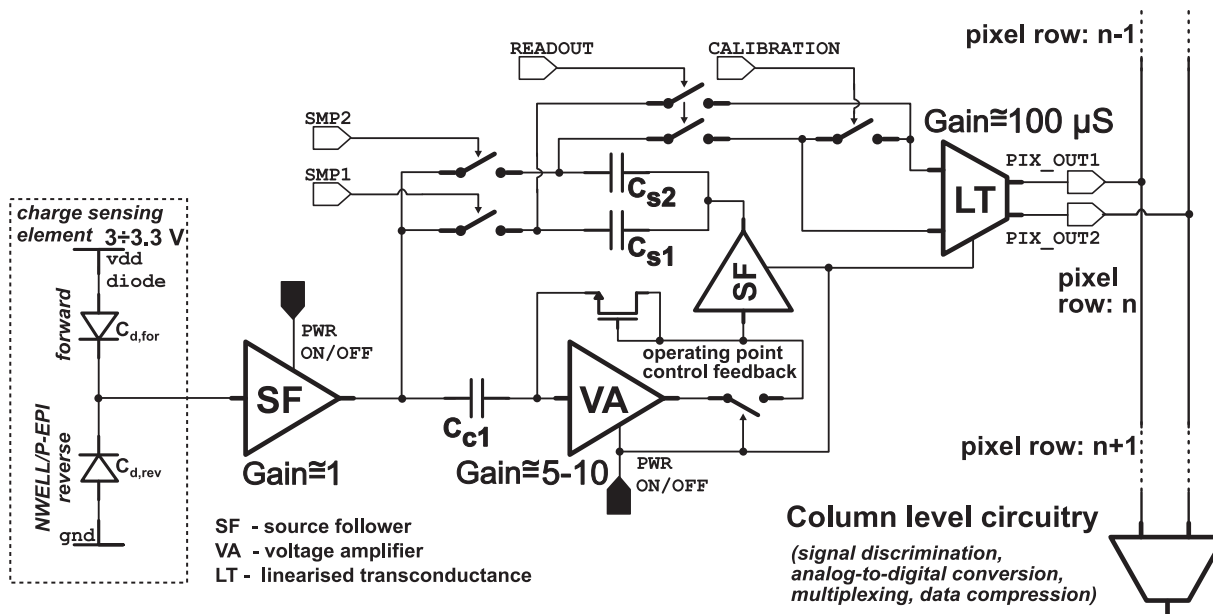 READOUT
CALIBRATION
pixel row: n-1
SMP2
SMP1
Gain≅100 µS
PIX_OUT1
LT
PIX_OUT2
Cs2
Cs1
SF
charge sensing
element 3÷3.3 V
vdd
diode
forward
Cd,for
PWR
ON/OFF
pixel
row: n
operating point
control feedback
SF
VA
Cc1
NWELL/P-EPI
reverse
Cd,rev
gnd
Gain≅1
Gain≅5-10
PWR
ON/OFF
pixel row: n+1
SF - source follower
VA - voltage amplifier
LT - linearised transconductance
Column level circuitry
(signal discrimination,
analog-to-digital conversion,
multiplexing, data compression)